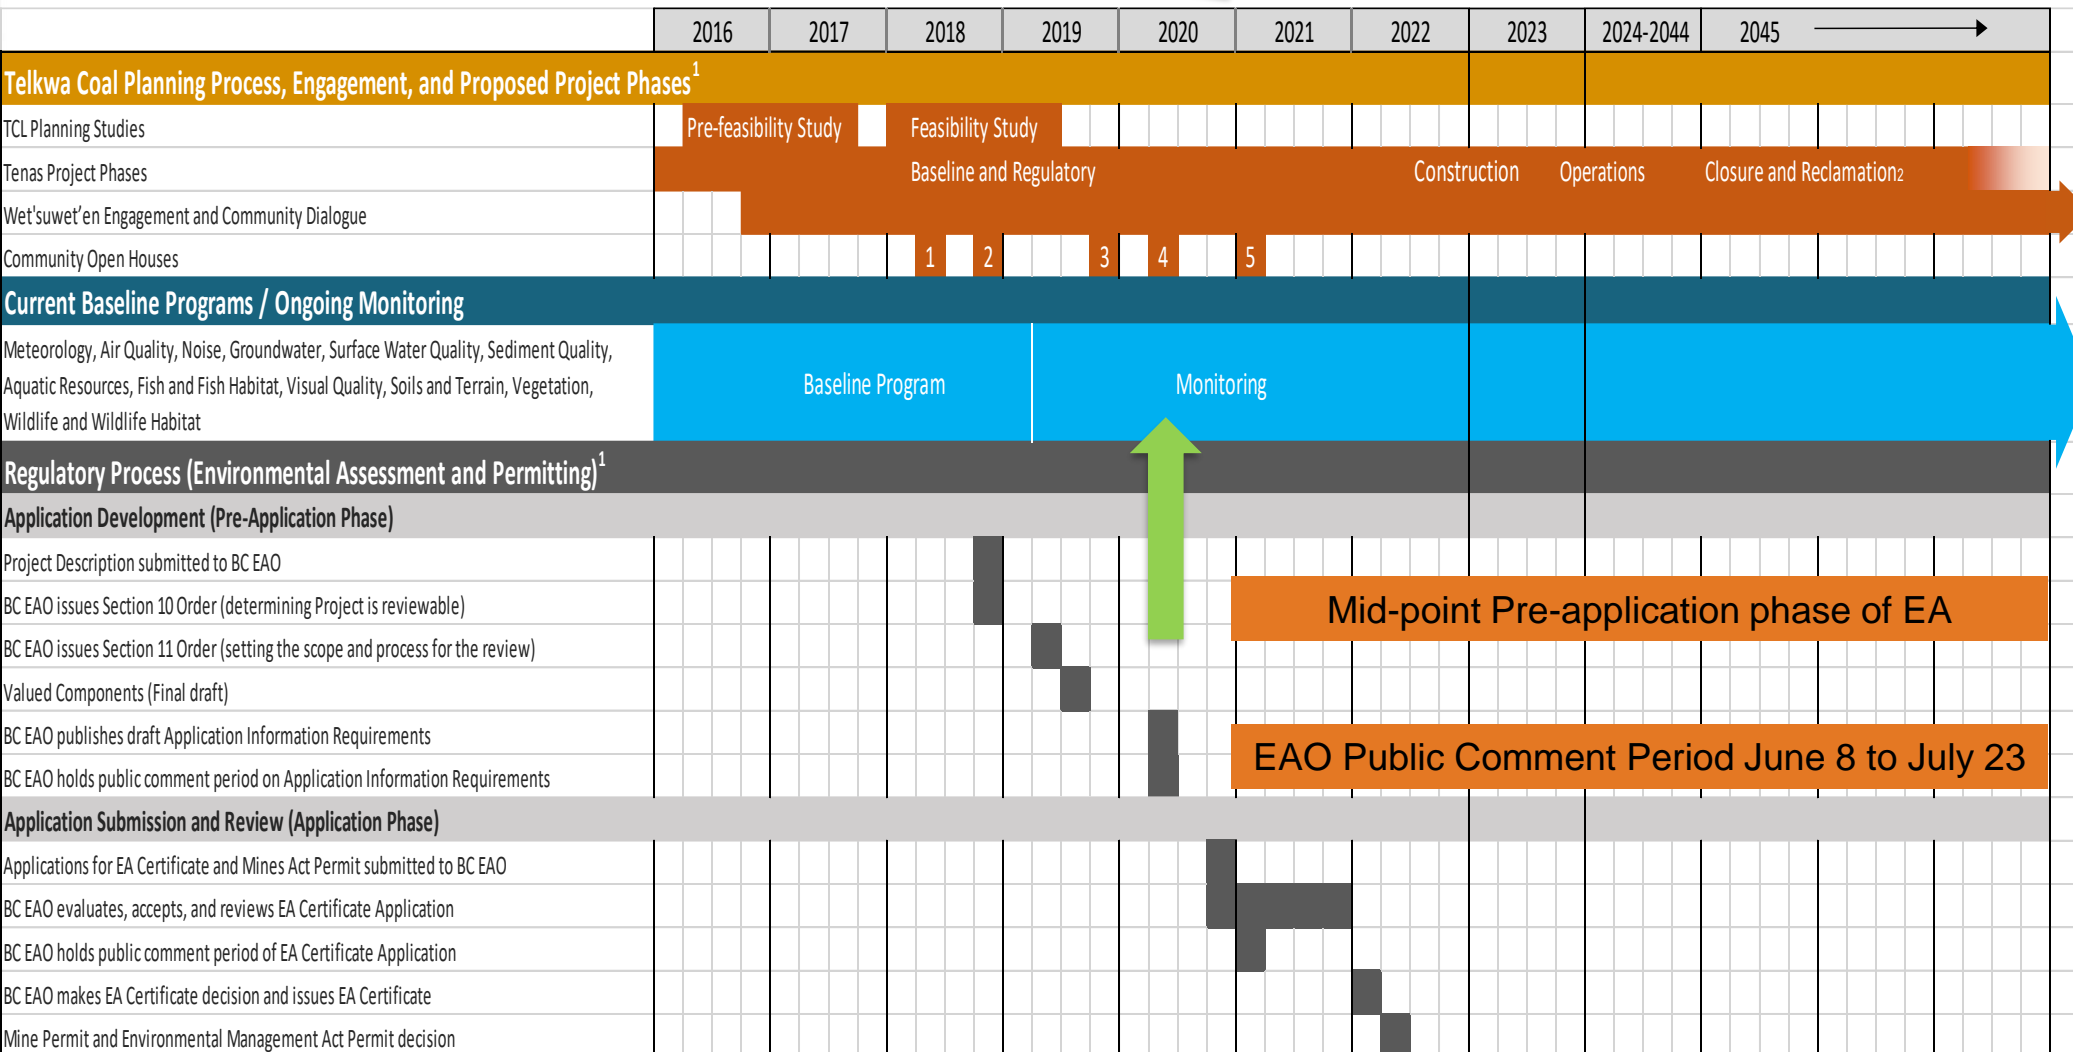 2016 2017 2018 2019 2020 2021 2022 2023 2024-2044 2045
Telkwa Coal Planning Process, Engagement, and Proposed Project Phases1
TCL Planning Studies Pre-feasibility Study Feasibility Study
Tenas Project Phases Baseline and Regulatory Construction Operations Closure and Reclamation2
Wet'suwet’en Engagement and Community Dialogue
Community Open Houses 1 2 3 4 5
Current Baseline Programs / Ongoing Monitoring
Meteorology, Air Quality, Noise, Groundwater, Surface Water Quality, Sediment Quality,
Aquatic Resources, Fish and Fish Habitat, Visual Quality, Soils and Terrain, Vegetation,
Wildlife and Wildlife Habitat
Baseline Program Monitoring
Regulatory Process (Environmental Assessment and Permitting)1
Application Development (Pre-Application Phase)
Project Description submitted to BC EAO
BC EAO issues Section 10 Order (determining Project is reviewable)
Mid-point Pre-application phase of EA
BC EAO issues Section 11 Order (setting the scope and process for the review)
Valued Components (Final draft)
BC EAO publishes draft Application Information Requirements
EAO Public Comment Period June 8 to July 23
BC EAO holds public comment period on Application Information Requirements
Application Submission and Review (Application Phase)
Applications for EA Certificate and Mines Act Permit submitted to BC EAO
BC EAO evaluates, accepts, and reviews EA Certificate Application
BC EAO holds public comment period of EA Certificate Application
BC EAO makes EA Certificate decision and issues EA Certificate
Mine Permit and Environmental Management Act Permit decision